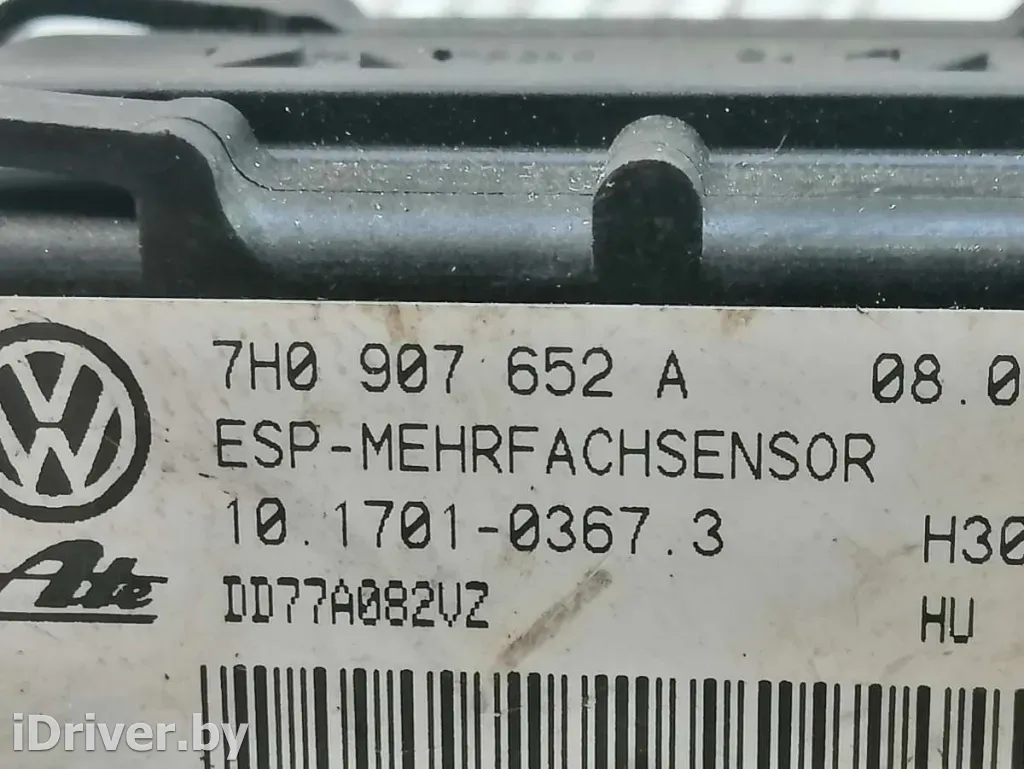 7H0 907 652 A 08.0
ESP-MEHRFACHSENSOR
10.1701-0367.3 H30
Ate DD77A082VZ HU
iDriver.by